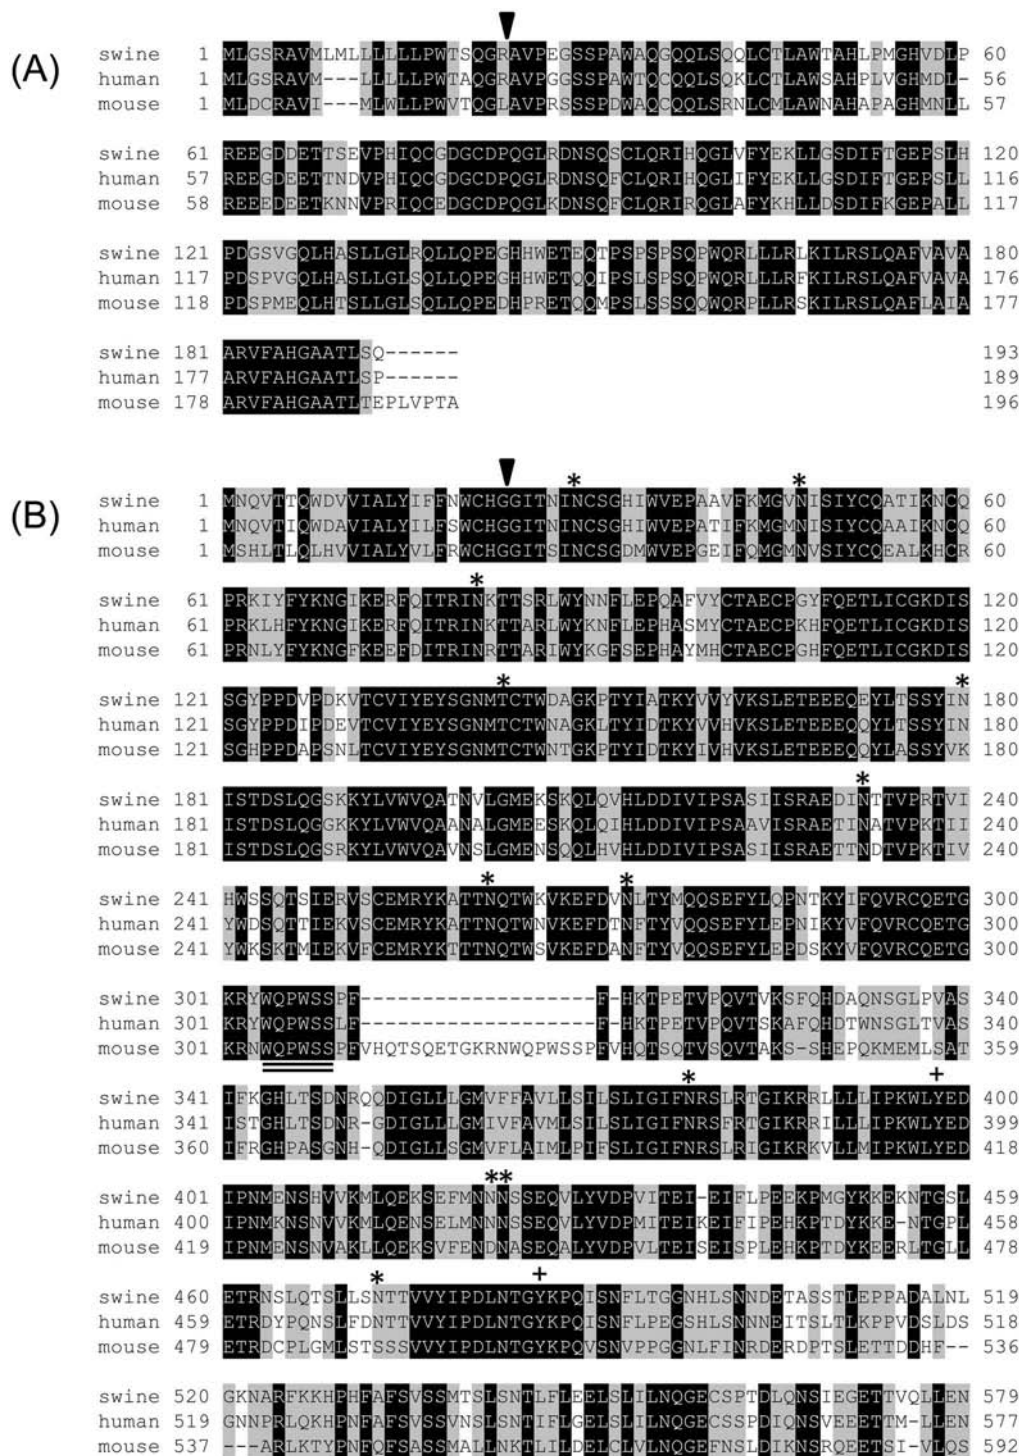 (A)
swine 1 MLGSRAVMLMLLLLLLPWTSQGRAVPEGSSPAWAQGQQLSQQLCTLAWTAHLPMGHVDLP 60
human 1 MLGSRAVM---LLLLLPWTAQGRAVPGGSSPAWTQCQQLSQKLCTLAWSAHPLVGHMDL- 56
mouse 1 MLDCRAVI---MLWLLPWVTQGLAVPRSSSPDWAQCQQLSRNLCMLAWNAHAPAGHMNLL 57
swine 61 REEGDDETTSEVPHIQCGDGCDPQGLRDNSQSCLQRIHQGLVFYEKLLGSDIFTGEPSLH 120
human 57 REEGDEETTNDVPHIQCGDGCDPQGLRDNSQFCLQRIHQGLIFYEKLLGSDIFTGEPSLL 116
mouse 58 REEEDEETKNNVPRIQCEDGCDPQGLKDNSQFCLQRIRQGLAFYKHLLDSDIFKGEPALL 117
swine 121 PDGSVGQLHASLLGLRQLLQPEGHHWETEQTPSPSPSQPWQRLLLRLKILRSLQAFVAVA 180
human 117 PDSPVGQLHASLLGLSQLLQPEGHHWETQQIPSLSPSQPWQRLLLRFKILRSLQAFVAVA 176
mouse 118 PDSPMEQLHTSLLGLSQLLQPEDHPRETQQMPSLSSSQQWQRPLLRSKILRSLQAFLAIA 177
swine 181 ARVFAHGAATLSQ------ 193
human 177 ARVFAHGAATLSP------ 189
mouse 178 ARVFAHGAATLTEPLVPTA 196
(B)
* *
swine 1 MNQVTTQWDVVIALYIFFNWCHGGITNINCSGHIWVEPAAVFKMGVNISIYCQATIKNCQ 60
human 1 MNQVTIQWDAVIALYILFSWCHGGITNINCSGHIWVEPATIFKMGMNISIYCQAAIKNCQ 60
mouse 1 MSHLTLQLHVVIALYVLFRWCHGGITSINCSGDMWVEPGEIFQMGMNVSIYCQEALKHCR 60
*
swine 61 PRKIYFYKNGIKERFQITRINKTTSRLWYNNFLEPQAFVYCTAECPGYFQETLICGKDIS 120
human 61 PRKLHFYKNGIKERFQITRINKTTARLWYKNFLEPHASMYCTAECPKHFQETLICGKDIS 120
mouse 61 PRNLYFYKNGFKEEFDITRINRTTARIWYKGFSEPHAYMHCTAECPGHFQETLICGKDIS 120
* *
swine 121 SGYPPDVPDKVTCVIYEYSGNMTCTWDAGKPTYIATKYVVYVKSLETEEEQEYLTSSYIN 180
human 121 SGYPPDIPDEVTCVIYEYSGNMTCTWNAGKLTYIDTKYVVHVKSLETEEEQQYLTSSYIN 180
mouse 121 SGHPPDAPSNLTCVIYEYSGNMTCTWNTGKPTYIDTKYIVHVKSLETEEEQQYLASSYVK 180
*
swine 181 ISTDSLQGSKKYLVWVQATNVLGMEKSKQLQVHLDDIVIPSASIISRAEDINTTVPRTVI 240
human 181 ISTDSLQGGKKYLVWVQAANALGMEESKQLQIHLDDIVIPSAAVISRAETINATVPKTII 240
mouse 181 ISTDSLQGSRKYLVWVQAVNSLGMENSQQLHVHLDDIVIPSASIISRAETTNDTVPKTIV 240
* *
swine 241 HWSSQTSIERVSCEMRYKATTNQTWKVKEFDVNLTYMQQSEFYLQPNTKYIFQVRCQETG 300
human 241 YWDSQTTIEKVSCEMRYKATTNQTWNVKEFDTNFTYVQQSEFYLEPNIKYVFQVRCQETG 300
mouse 241 YWKSKTMIEKVFCEMRYKTTTNQTWSVKEFDANFTYVQQSEFYLEPDSKYVFQVRCQETG 300
swine 301 KRYWQPWSSPF-------------------F-HKTPETVPQVTVKSFQHDAQNSGLPVAS 340
human 301 KRYWQPWSSLF-------------------F-HKTPETVPQVTSKAFQHDTWNSGLTVAS 340
mouse 301 KRNWQPWSSPFVHQTSQETGKRNWQPWSSPFVHQTSQTVSQVTAKS-SHEPQKMEMLSAT 359
* +
swine 341 IFKGHLTSDNRQQDIGLLLGMVFFAVLLSILSLIGIFNRSLRTGIKRRLLLLIPKWLYED 400
human 341 ISTGHLTSDNR-GDIGLLLGMIVFAVMLSILSLIGIFNRSFRTGIKRRILLLIPKWLYED 399
mouse 360 IFRGHPASGNH-QDIGLLSGMVFLAIMLPIFSLIGIFNRSLRIGIKRKVLLMIPKWLYED 418
**
swine 401 IPNMENSHVVKMLQEKSEFMNNNSSEQVLYVDPVITEI-EIFLPEEKPMGYKKEKNTGSL 459
human 400 IPNMKNSNVVKMLQENSELMNNNSSEQVLYVDPMITEIKEIFIPEHKPTDYKKE-NTGPL 458
mouse 419 IPNMENSNVAKLLQEKSVFENDNASEQALYVDPVLTEISEISPLEHKPTDYKEERLTGLL 478
* +
swine 460 ETRNSLQTSLLSNTTVVYIPDLNTGYKPQISNFLTGGNHLSNNDETASSTLEPPADALNL 519
human 459 ETRDYPQNSLFDNTTVVYIPDLNTGYKPQISNFLPEGSHLSNNNEITSLTLKPPVDSLDS 518
mouse 479 ETRDCPLGMLSTSSSVVYIPDLNTGYKPQVSNVPPGGNLFINRDERDPTSLETTDDHF-- 536
swine 520 GKNARFKKHPHFAFSVSSMTSLSNTLFLEELSLILNQGECSPTDLQNSIEGETTVQLLEN 579
human 519 GNNPRLQKHPNFAFSVSSVNSLSNTIFLGELSLILNQGECSSPDIQNSVEEETTM-LLEN 577
mouse 537 ---ARLKTYPNFQFSASSMALLNKTLILDELCLVLNQGEFNSLDIKNSRQEETSI-VLQS 592